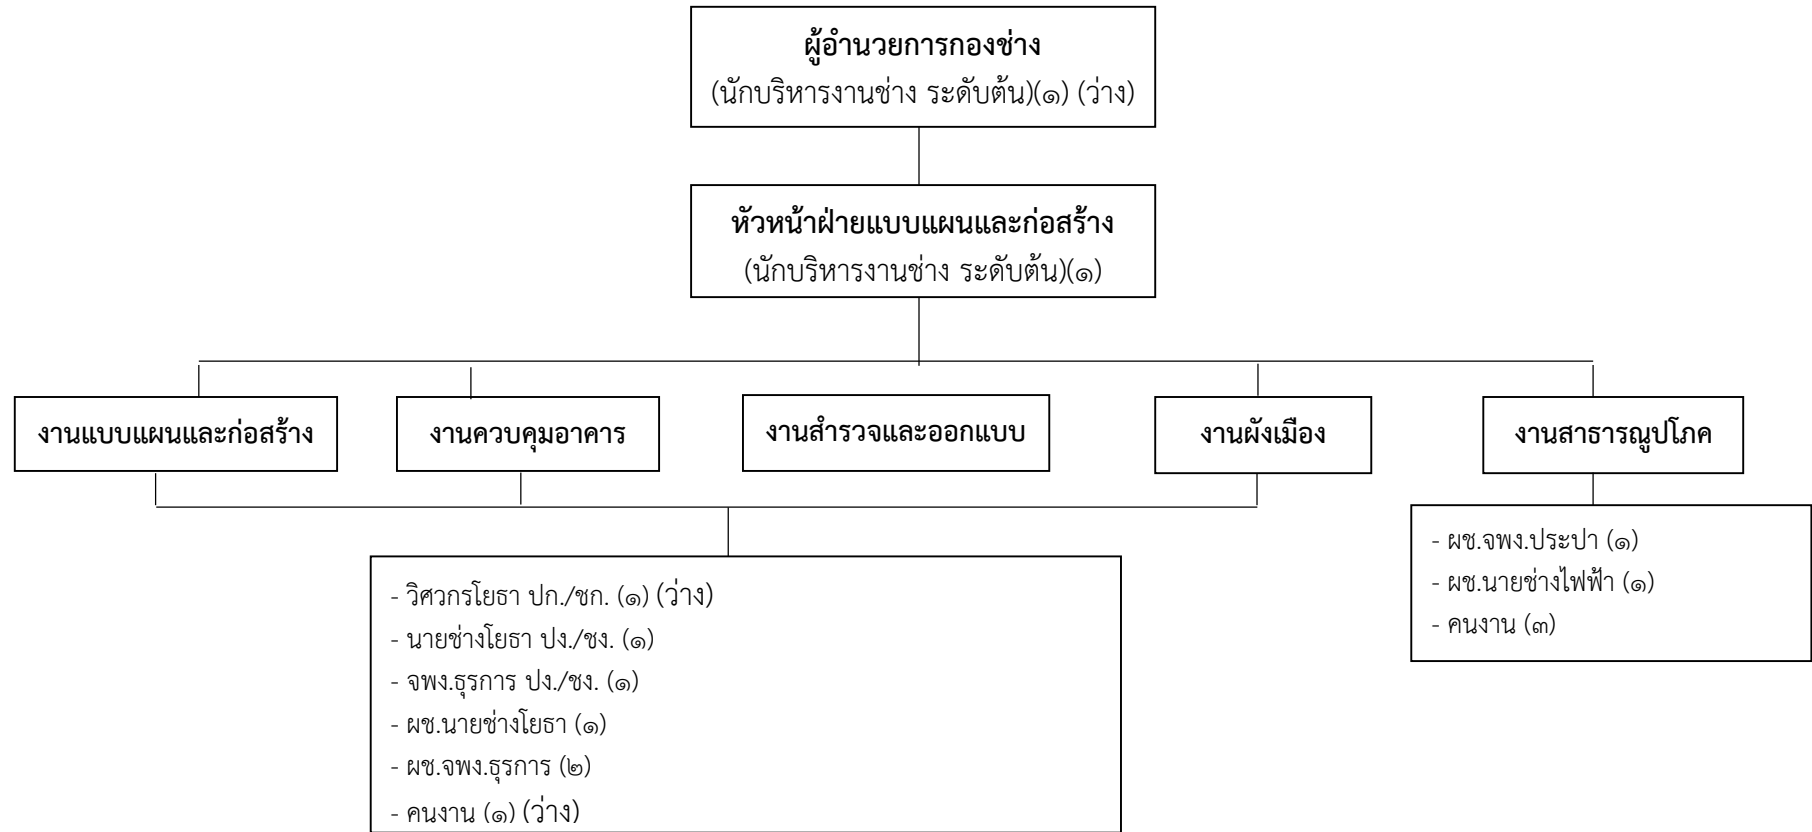 ผู้อำนวยการกองช่าง
(นักบริหารงานช่าง ระดับต้น)(๑) (ว่าง)
หัวหน้าฝ่ายแบบแผนและก่อสร้าง
(นักบริหารงานช่าง ระดับต้น)(๑)
งานแบบแผนและก่อสร้าง
งานควบคุมอาคาร
งานสำรวจและออกแบบ
งานผังเมือง
งานสาธารณูปโภค
- วิศวกรโยธา ปก./ชก. (๑) (ว่าง)
- นายช่างโยธา ปง./ชง. (๑)
- จพง.ธุรการ ปง./ชง. (๑)
- ผช.นายช่างโยธา (๑)
- ผช.จพง.ธุรการ (๒)
- คนงาน (๑) (ว่าง)
- ผช.จพง.ประปา (๑)
- ผช.นายช่างไฟฟ้า (๑)
- คนงาน (๓)